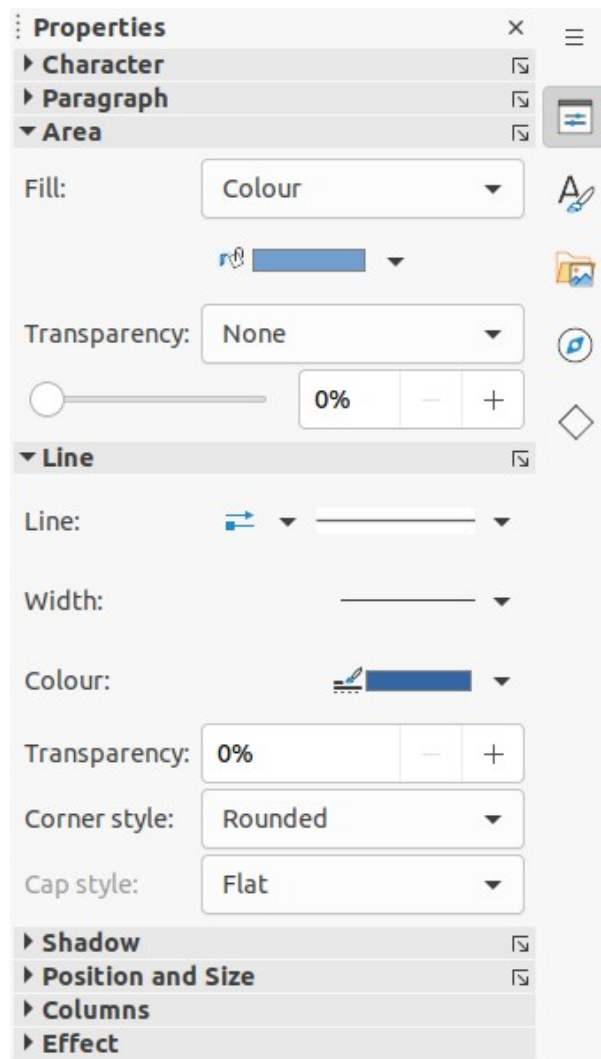 Properties
Character
Paragraph
Area
Fill: Colour
Transparency: None
0%
Line
Line:
Width:
Colour:
Transparency: 0%
Corner style: Rounded
Cap style: Flat
Shadow
Position and Size
Columns
Effect